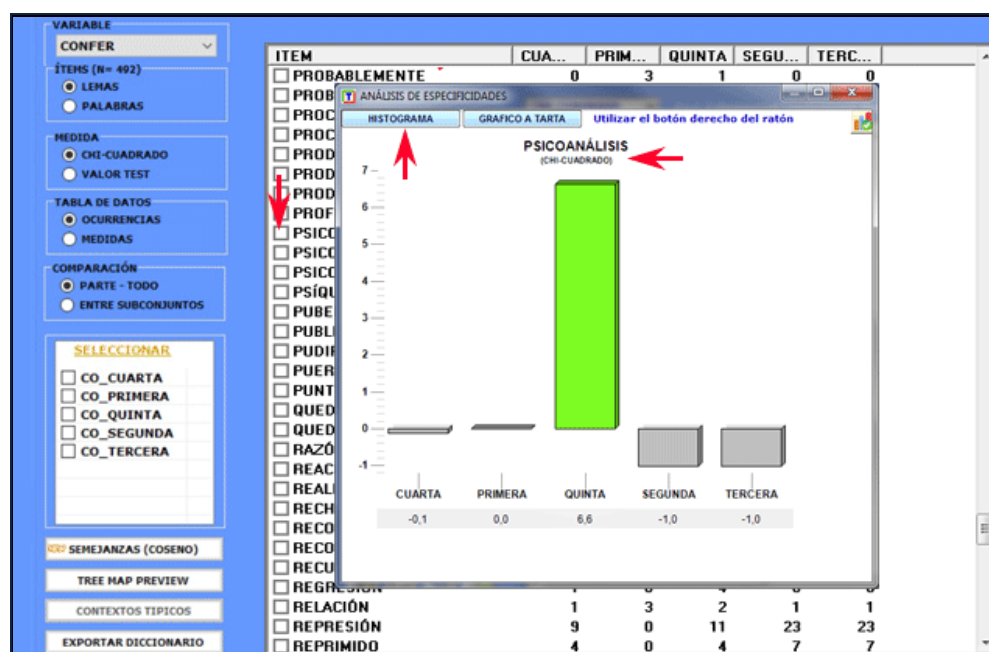 VARIABLE
CONFER
ÍTEMS (N= 492)
LEMAS
PALABRAS
MEDIDA
CHI-CUADRADO
VALOR TEST
TABLA DE DATOS
OCURRENCIAS
MEDIDAS
COMPARACIÓN
PARTE - TODO
ENTRE SUBCONJUNTOS
SELECCIONAR
CO_CUARTA
CO_PRIMERA
CO_QUINTA
CO_SEGUNDA
CO_TERCERA
SEMEJANZAS (COSENO)
TREE MAP PREVIEW
CONTEXTOS TIPICOS
EXPORTAR DICCIONARIO
ITEM CUA... PRIM... QUINTA SEGU... TERC...
PROBABLEMENTE 0 3 1 0 0
PROB
PROC
PROC
PROD
PROD
PROD
PROF
PSICO
PSICO
PSICO
PSÍQU
PUBE
PUBLI
PUDIE
PUER
PUNT
QUED
QUED
RAZÓ
REAC
REALI
RECH
RECO
RECO
RECU
REGRESIÓN
RELACIÓN 1 3 2 1 1
REPRESIÓN 9 0 11 23 23
REPRIMIDO 4 0 4 7 7
ANÁLISIS DE ESPECIFICIDADES
HISTOGRAMA GRAFICO A TARTA Utilizar el botón derecho del ratón
PSICOANÁLISIS
(CHI-CUADRADO)
7
6
5
4
3
2
1
0
-1
CUARTA PRIMERA QUINTA SEGUNDA TERCERA
-0,1 0,0 6,6 -1,0 -1,0